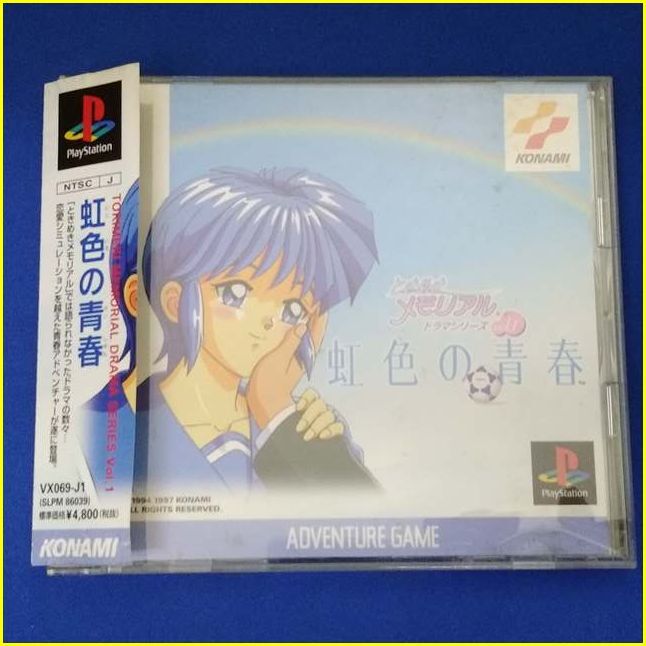 PlayStation
NTSC J
TOKIMEKI MEMORIAL DRAMA SERIES Vol.1
虹色の青春
「ときめきメモリアル」では語られなかったドラマの数々…
恋愛シミュレーションを越えた青春アドベンチャーが遂に登場。
VX069-J1
(SLPM 86039)
標準価格¥4,800(税抜)
KONAMI
KONAMI
ときめき
メモリアル
ドラマシリーズ
虹色の青春
PlayStation
1994 1997 KONAMI
ALL RIGHTS RESERVED.
ADVENTURE GAME